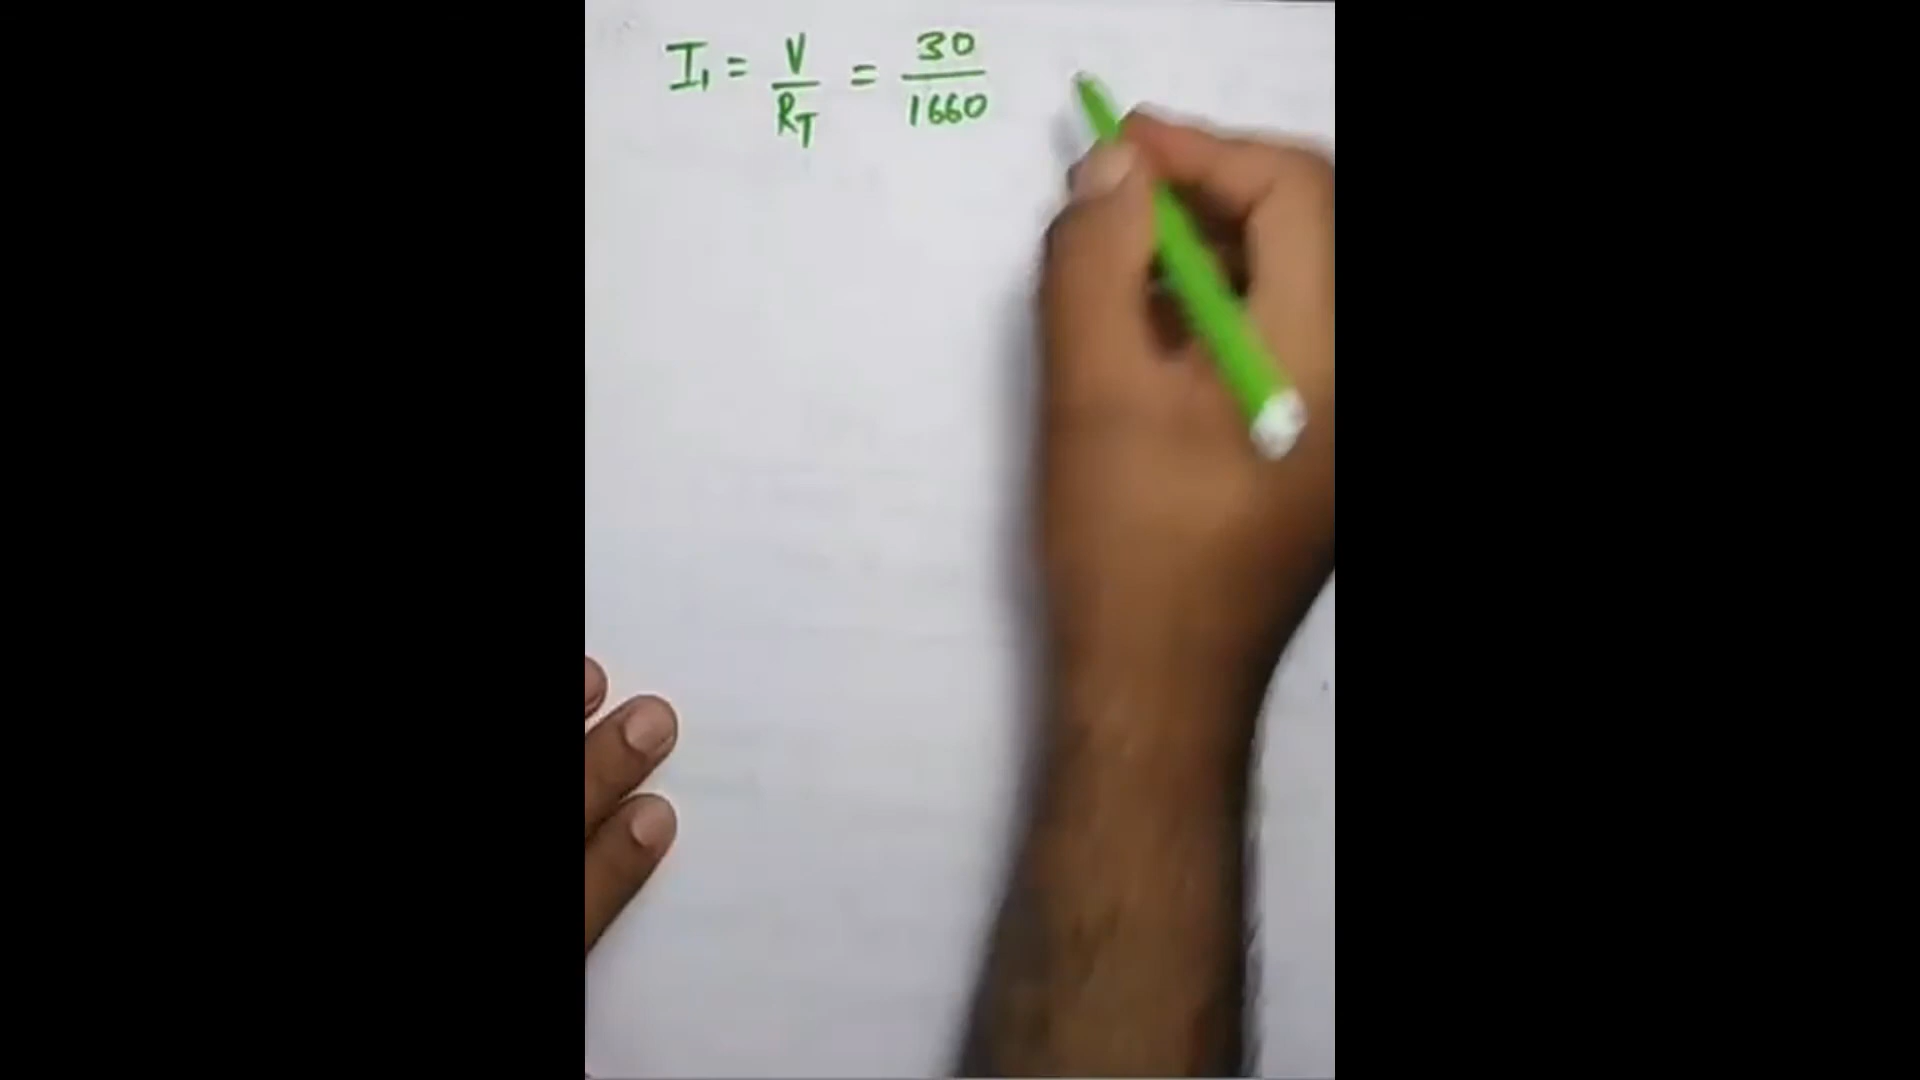 I₁ = V/R_T = 30/1660